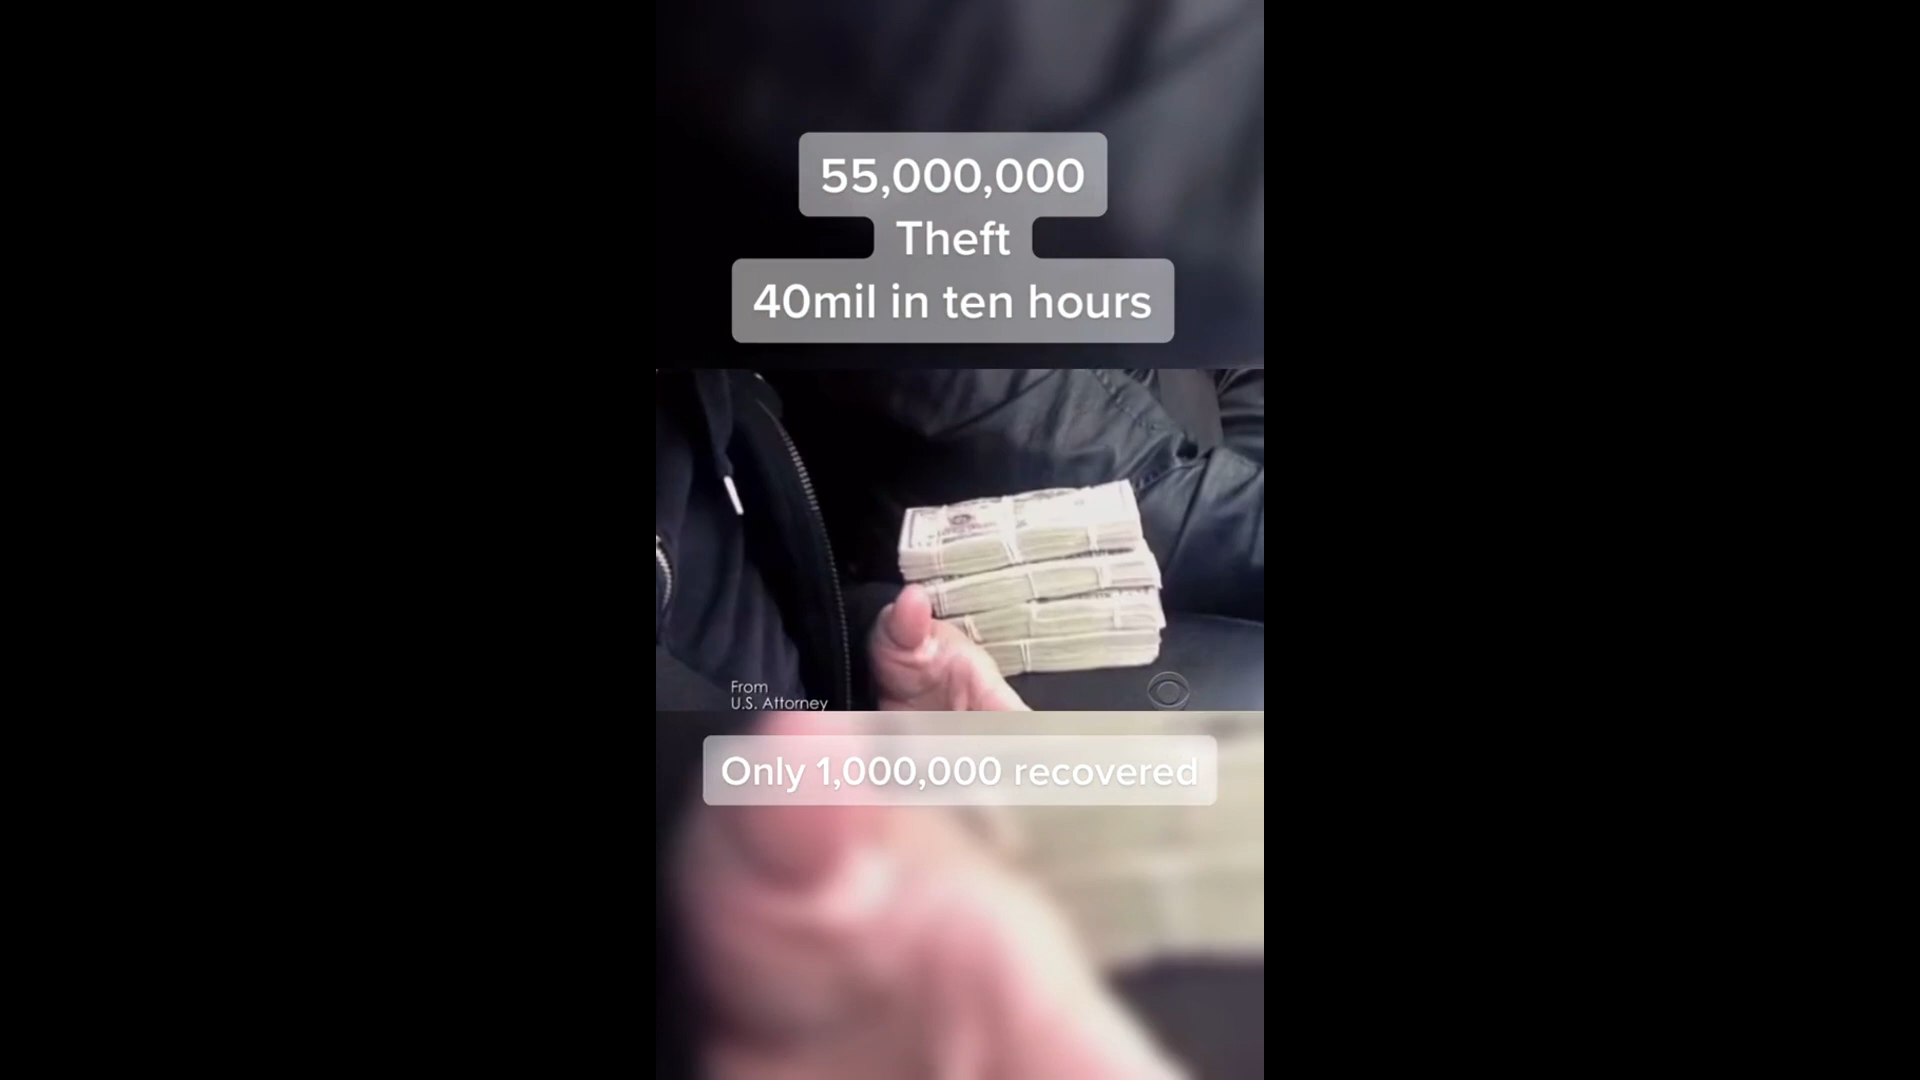 55,000,000
Theft
40mil in ten hours
From
U.S. Attorney
Only 1,000,000 recovered